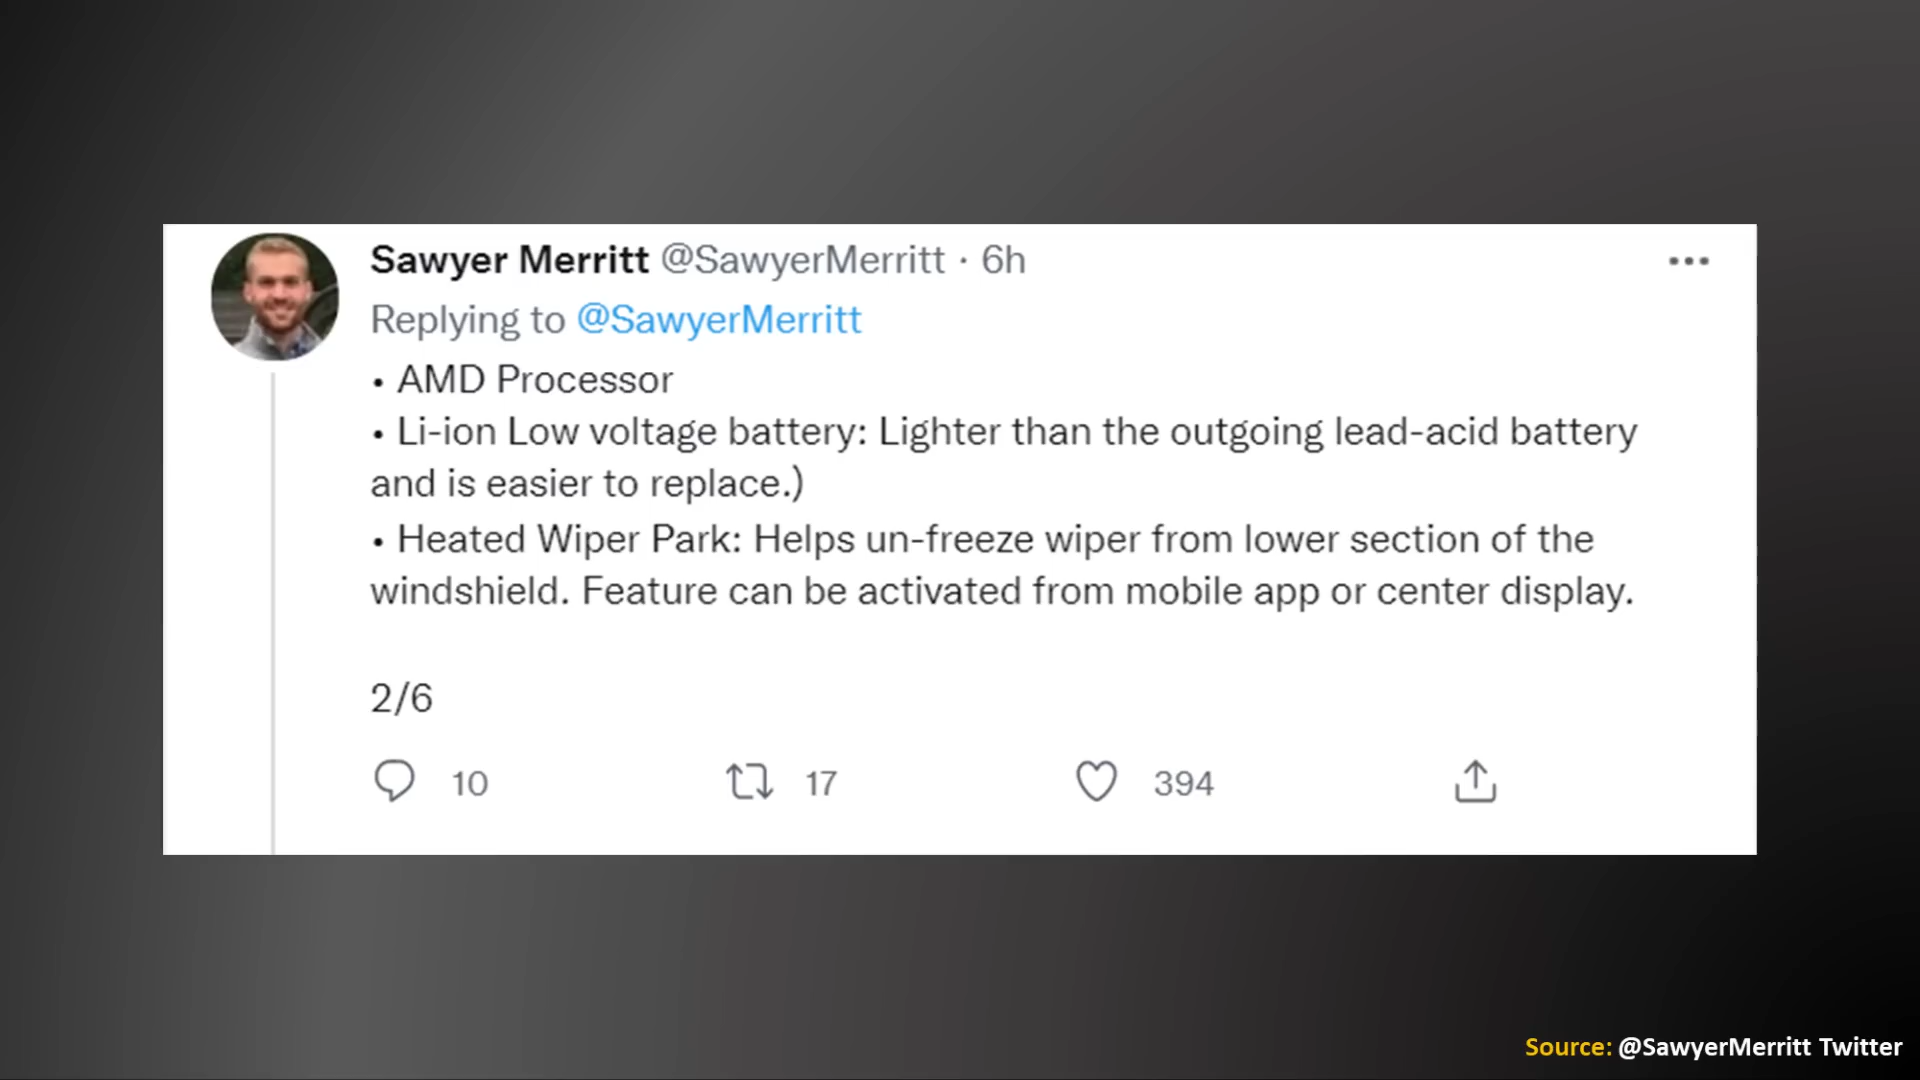 Sawyer Merritt @SawyerMerritt · 6h
Replying to @SawyerMerritt
• AMD Processor
• Li-ion Low voltage battery: Lighter than the outgoing lead-acid battery
and is easier to replace.)
• Heated Wiper Park: Helps un-freeze wiper from lower section of the
windshield. Feature can be activated from mobile app or center display.
2/6
10 17 394
Source: @SawyerMerritt Twitter